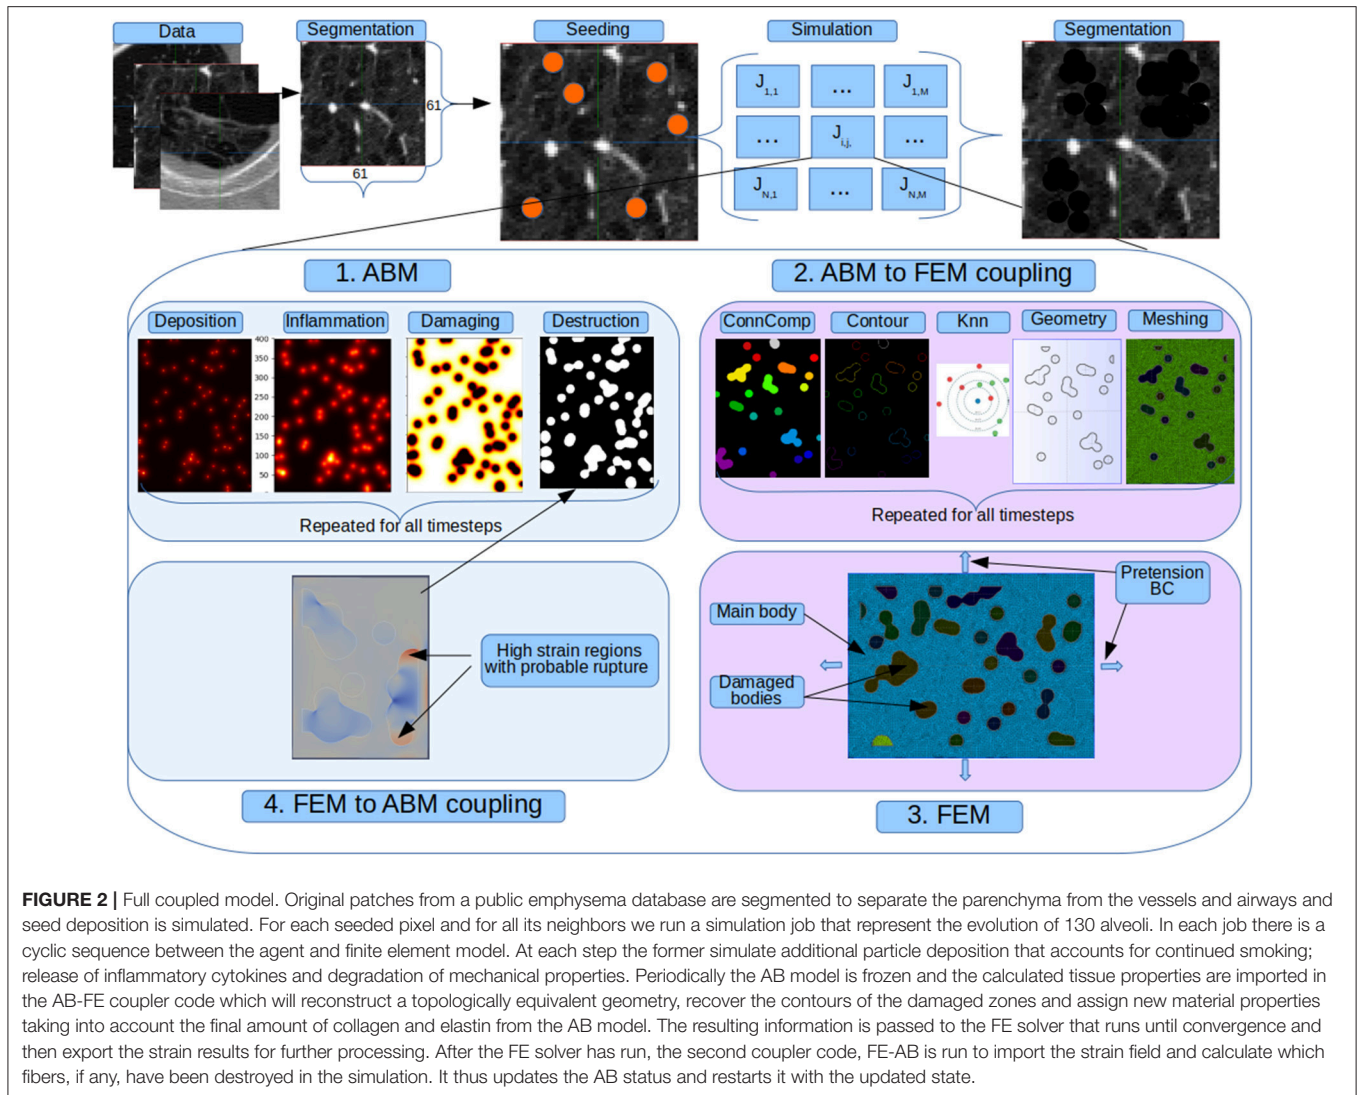 Data
Segmentation
Seeding
Simulation
Segmentation
61
61
J1,1
...
J1,M
...
Ji,j,
...
JN,1
...
JN,M
1. ABM
2. ABM to FEM coupling
Deposition
Inflammation
Damaging
Destruction
400
350
300
250
200
150
100
50
0
Repeated for all timesteps
ConnComp
Contour
Knn
Geometry
Meshing
Repeated for all timesteps
High strain regions
with probable rupture
4. FEM to ABM coupling
Main body
Damaged
bodies
Pretension
BC
3. FEM
FIGURE 2 | Full coupled model. Original patches from a public emphysema database are segmented to separate the parenchyma from the vessels and airways and
seed deposition is simulated. For each seeded pixel and for all its neighbors we run a simulation job that represent the evolution of 130 alveoli. In each job there is a
cyclic sequence between the agent and finite element model. At each step the former simulate additional particle deposition that accounts for continued smoking;
release of inflammatory cytokines and degradation of mechanical properties. Periodically the AB model is frozen and the calculated tissue properties are imported in
the AB-FE coupler code which will reconstruct a topologically equivalent geometry, recover the contours of the damaged zones and assign new material properties
taking into account the final amount of collagen and elastin from the AB model. The resulting information is passed to the FE solver that runs until convergence and
then export the strain results for further processing. After the FE solver has run, the second coupler code, FE-AB is run to import the strain field and calculate which
fibers, if any, have been destroyed in the simulation. It thus updates the AB status and restarts it with the updated state.